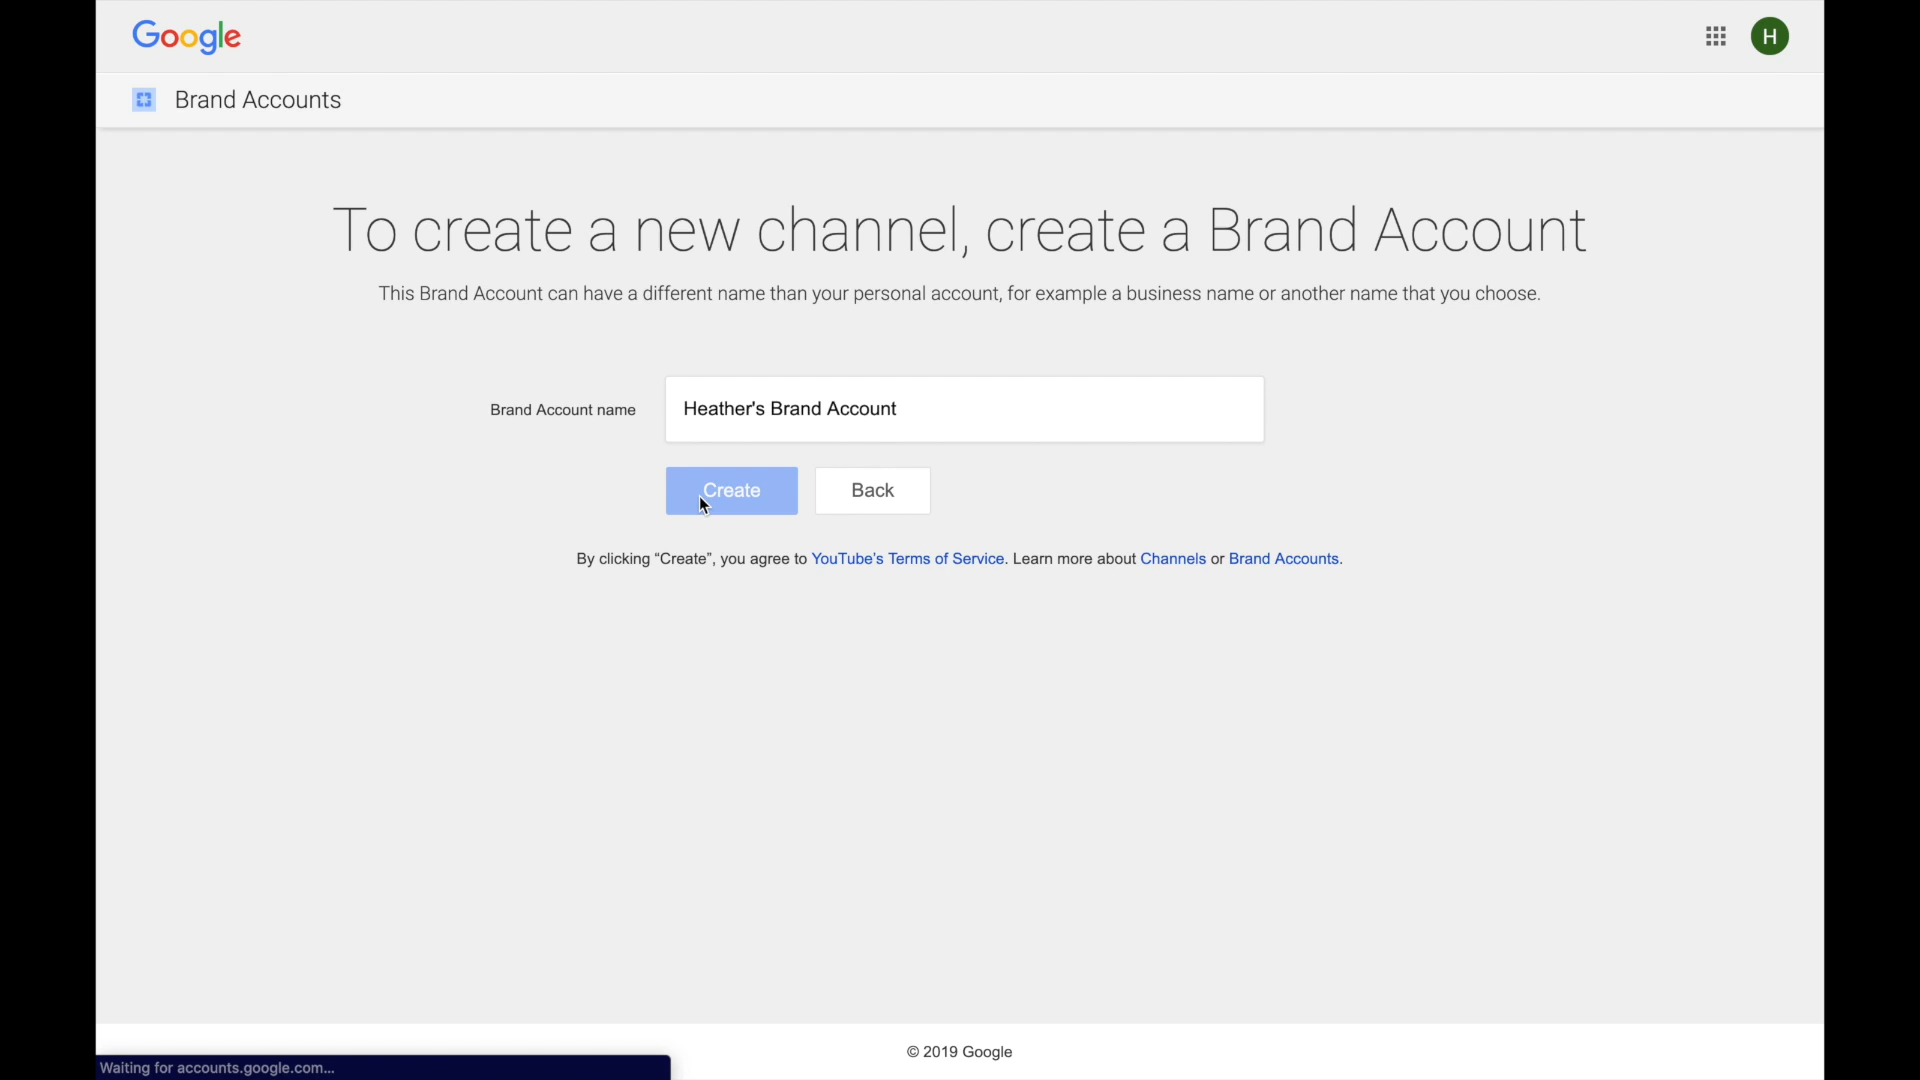 Google
H
Brand Accounts
To create a new channel, create a Brand Account
This Brand Account can have a different name than your personal account, for example a business name or another name that you choose.
Brand Account name
Heather's Brand Account
Create
Back
By clicking “Create”, you agree to YouTube's Terms of Service. Learn more about Channels or Brand Accounts.
© 2019 Google
Waiting for accounts.google.com...